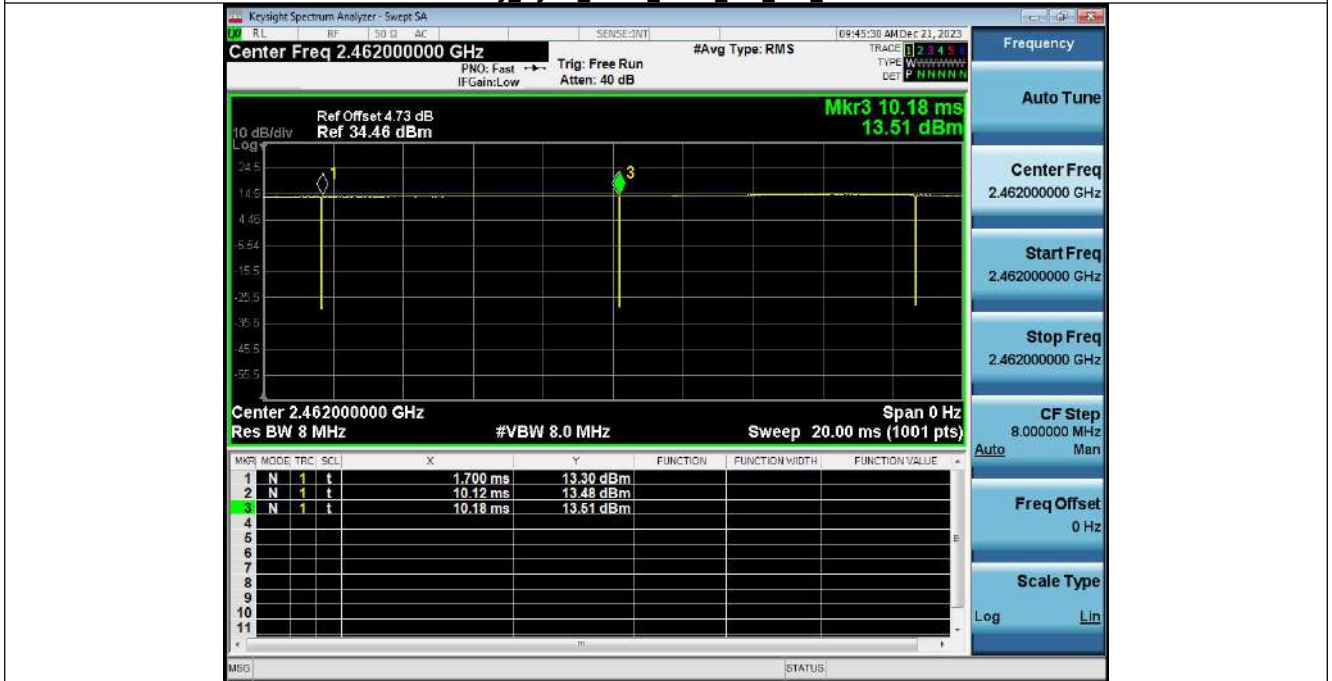 Keysight Spectrum Analyzer - Swept SA
RL RF 50 Ω AC SENSE:INT 09:45:30 AM Dec 21, 2023
Center Freq 2.462000000 GHz #Avg Type: RMS TRACE 1 2 3 4 5 6
PNO: Fast Trig: Free Run TYPE
IFGain:Low Atten: 40 dB DET P N N N N N
Frequency
Auto Tune
Mkr3 10.18 ms
Ref Offset 4.73 dB
10 dB/div Ref 34.46 dBm 13.51 dBm
Log
24.5
14.5
4.46
-5.54
-15.5
-25.5
-35.5
-45.5
-55.5
1
3
Center Freq
2.462000000 GHz
Start Freq
2.462000000 GHz
Stop Freq
2.462000000 GHz
Center 2.462000000 GHz Span 0 Hz
Res BW 8 MHz #VBW 8.0 MHz Sweep 20.00 ms (1001 pts)
CF Step
8.000000 MHz
Auto Man
MKR MODE TRC SCL X Y FUNCTION FUNCTION WIDTH FUNCTION VALUE
1 N 1 t 1.700 ms 13.30 dBm
2 N 1 t 10.12 ms 13.48 dBm
3 N 1 t 10.18 ms 13.51 dBm
4
5
6
7
8
9
10
11
Freq Offset
0 Hz
Scale Type
Log Lin
MSG STATUS